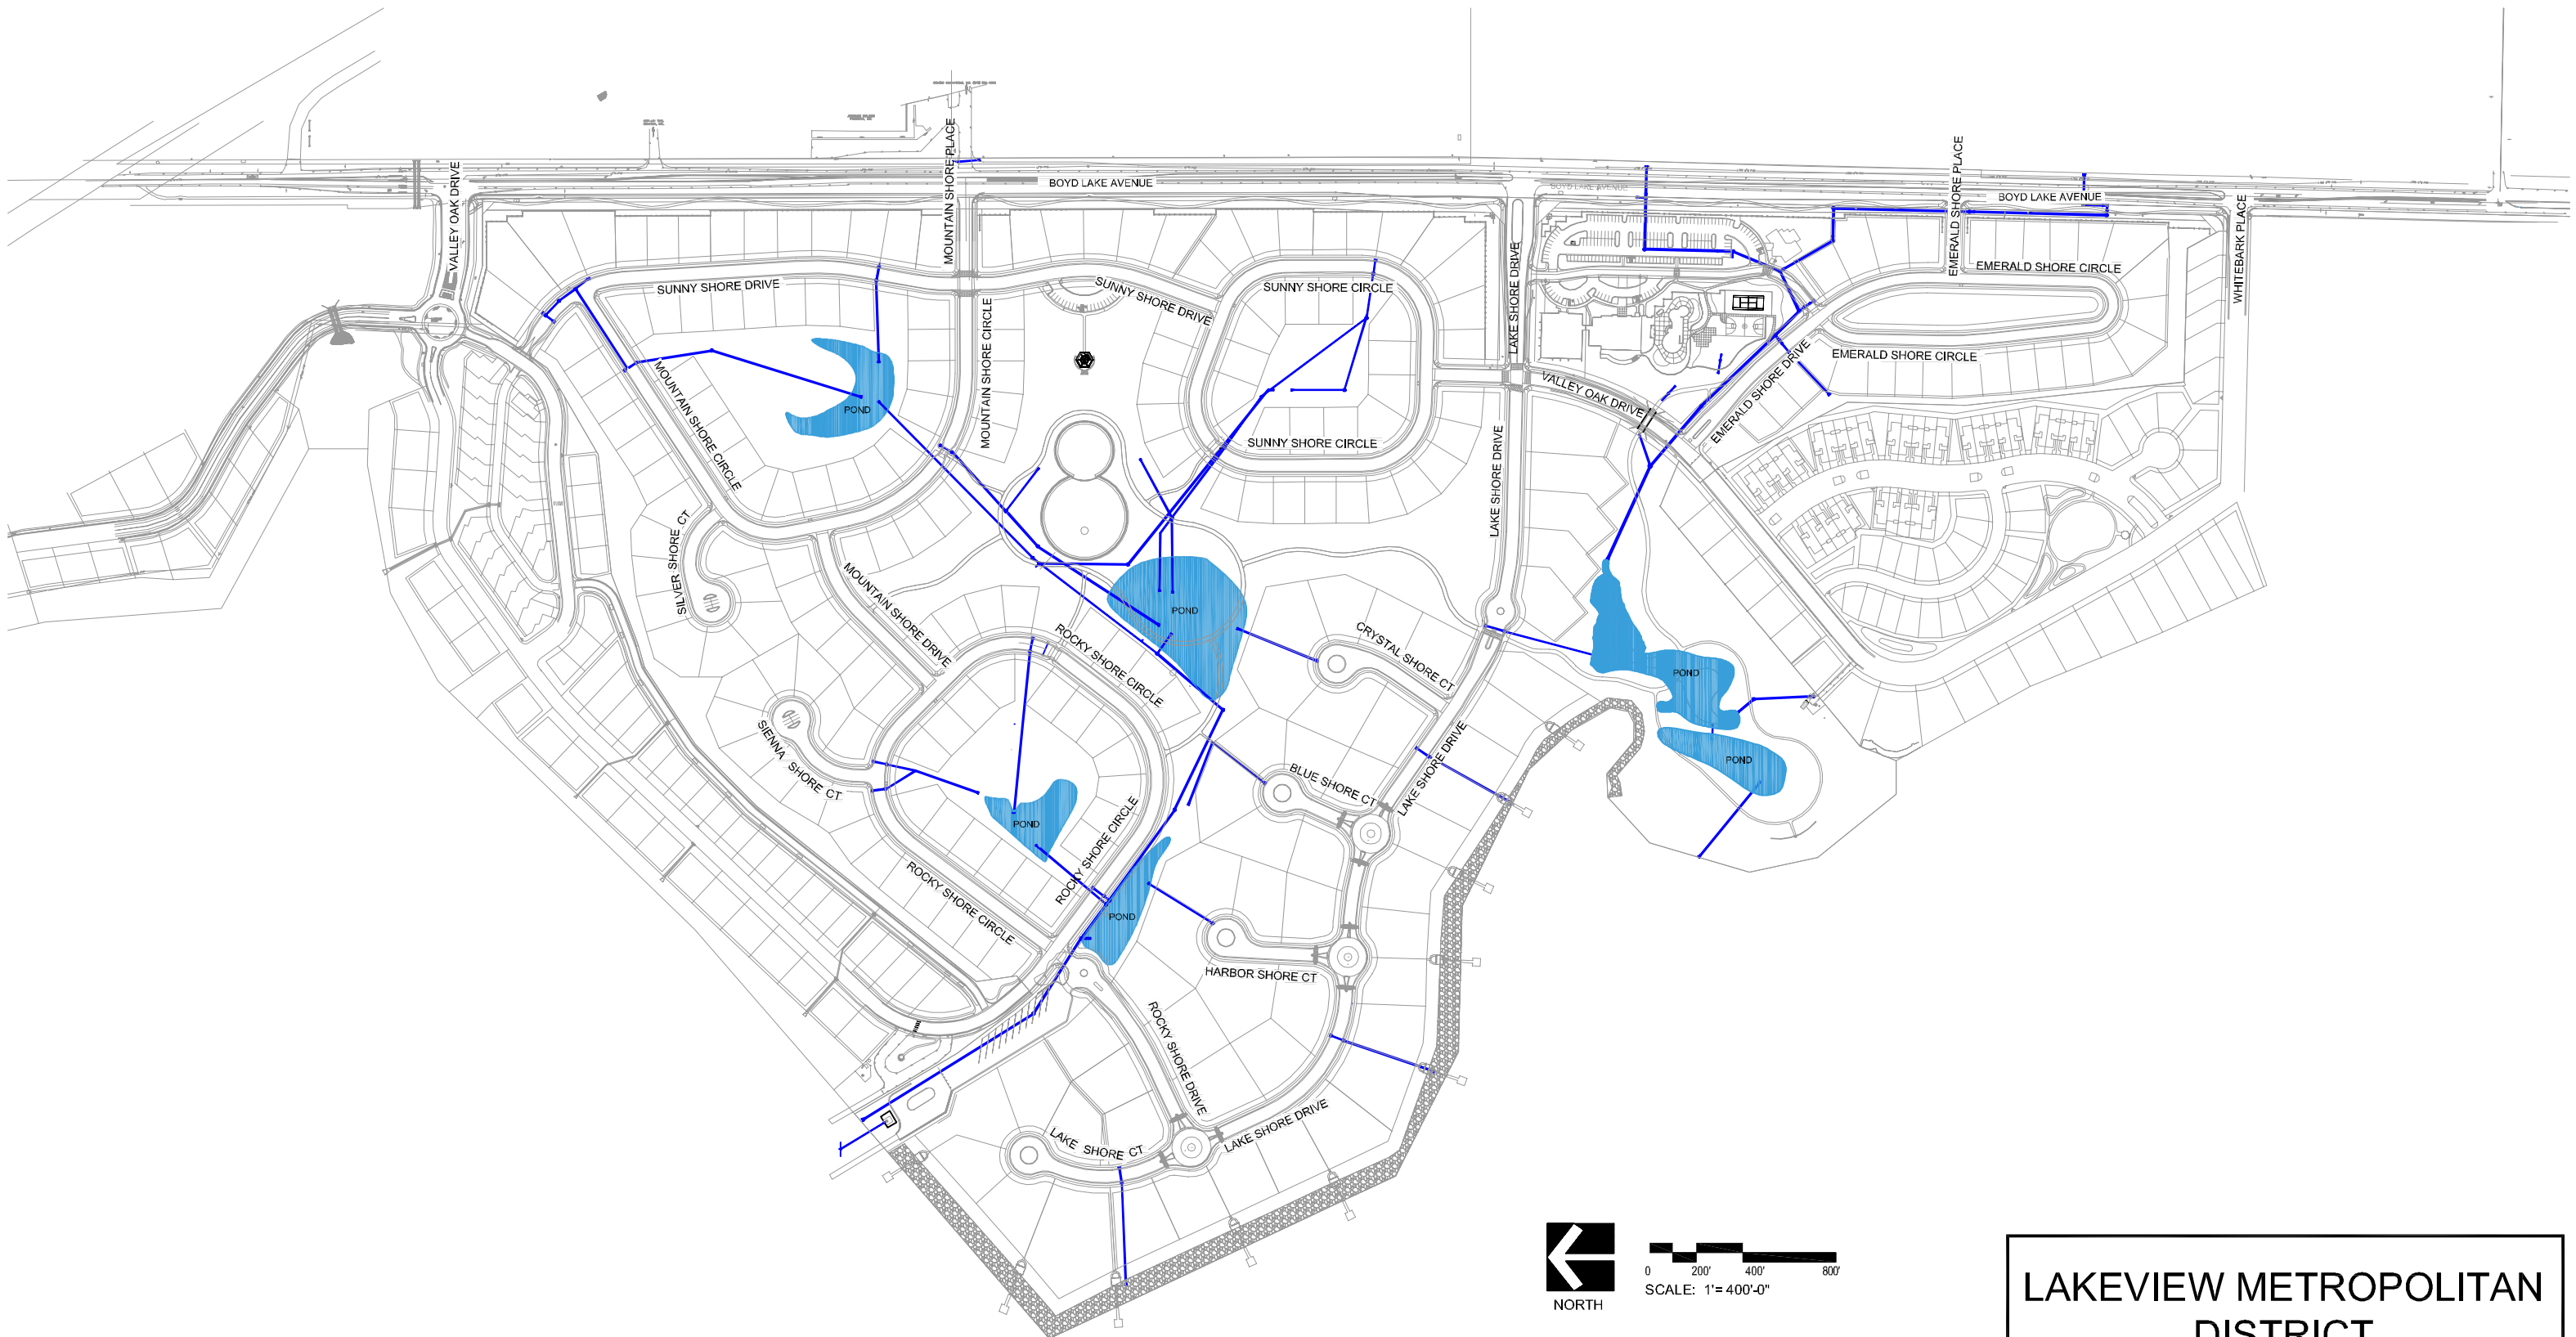 MOUNTAIN SHORE PLACE
VALLEY OAK DRIVE
BOYD LAKE AVENUE
BOYD LAKE AVENUE
BOYD LAKE AVENUE
EMERALD SHORE PLACE
WHITEBARK PLACE
SUNNY SHORE DRIVE
SUNNY SHORE DRIVE
SUNNY SHORE CIRCLE
LAKE SHORE DRIVE
EMERALD SHORE CIRCLE
MOUNTAIN SHORE CIRCLE
EMERALD SHORE CIRCLE
VALLEY OAK DRIVE
EMERALD SHORE DRIVE
MOUNTAIN SHORE CIRCLE
POND
SUNNY SHORE CIRCLE
LAKE SHORE DRIVE
SILVER SHORE CT
MOUNTAIN SHORE DRIVE
POND
ROCKY SHORE CIRCLE
CRYSTAL SHORE CT
POND
SIENNA SHORE CT
BLUE SHORE CT
LAKE SHORE DRIVE
POND
POND
ROCKY SHORE CIRCLE
ROCKY SHORE CIRCLE
POND
HARBOR SHORE CT
ROCKY SHORE DRIVE
LAKE SHORE CT
LAKE SHORE DRIVE
NORTH
0 200' 400' 800'
SCALE: 1'= 400'-0"
LAKEVIEW METROPOLITAN
DISTRICT